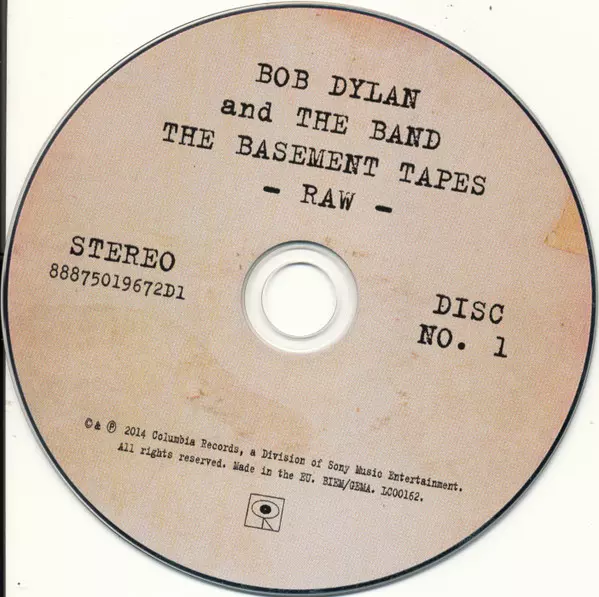 BOB DYLAN
and THE BAND
THE BASEMENT TAPES
- RAW -
STEREO
88875019672D1
DISC
NO. 1
© & ℗ 2014 Columbia Records, a Division of Sony Music Entertainment.
All rights reserved. Made in the EU. BIEM/GEMA. LC00162.